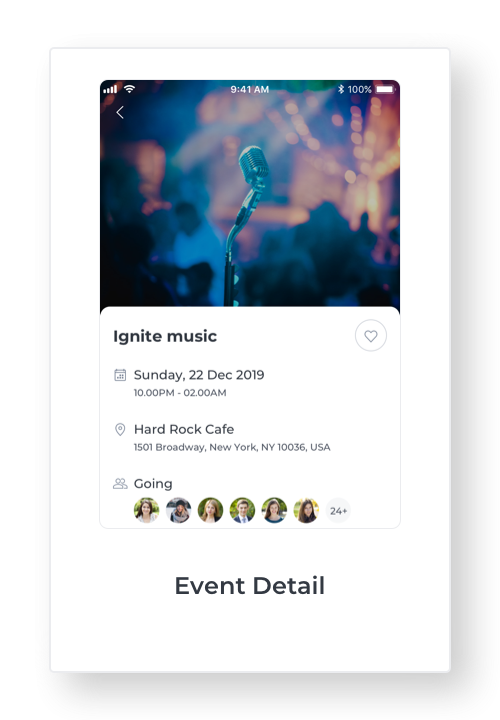 9:41 AM
100%
Ignite music
Sunday, 22 Dec 2019
10.00PM - 02.00AM
Hard Rock Cafe
1501 Broadway, New York, NY 10036, USA
Going
24+
Event Detail